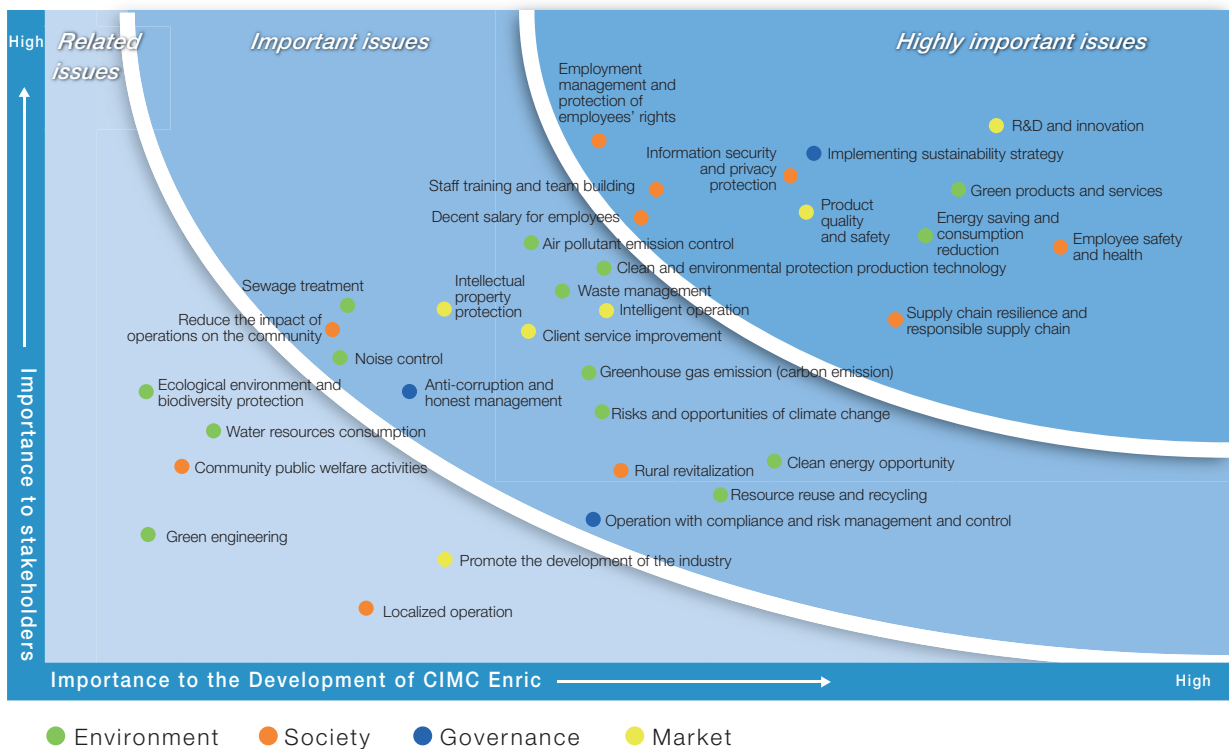 High
Related
issues
Important issues
Highly important issues
Employment
management and
protection of
employees' rights
R&D and innovation
Information security
and privacy
protection
Implementing sustainability strategy
Staff training and team building
Green products and services
Decent salary for employees
Product
quality
and safety
Energy saving and
consumption
reduction
Employee safety
and health
Air pollutant emission control
Clean and environmental protection production technology
Sewage treatment
Intellectual
property
protection
Waste management
Intelligent operation
Supply chain resilience and
responsible supply chain
Reduce the impact of
operations on the community
Client service improvement
Noise control
Greenhouse gas emission (carbon emission)
Ecological environment and
biodiversity protection
Anti-corruption and
honest management
Risks and opportunities of climate change
Water resources consumption
Community public welfare activities
Rural revitalization
Clean energy opportunity
Resource reuse and recycling
Operation with compliance and risk management and control
Green engineering
Promote the development of the industry
Localized operation
Importance to stakeholders
Importance to the Development of CIMC Enric
High
Environment
Society
Governance
Market